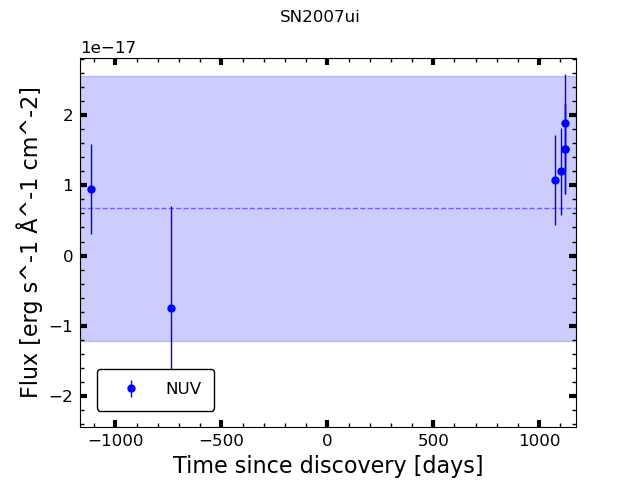 SN2007ui
1e−17
Flux [erg s^-1 Å^-1 cm^-2]
2
1
0
−1
−2
NUV
−1000
−500
0
500
1000
Time since discovery [days]